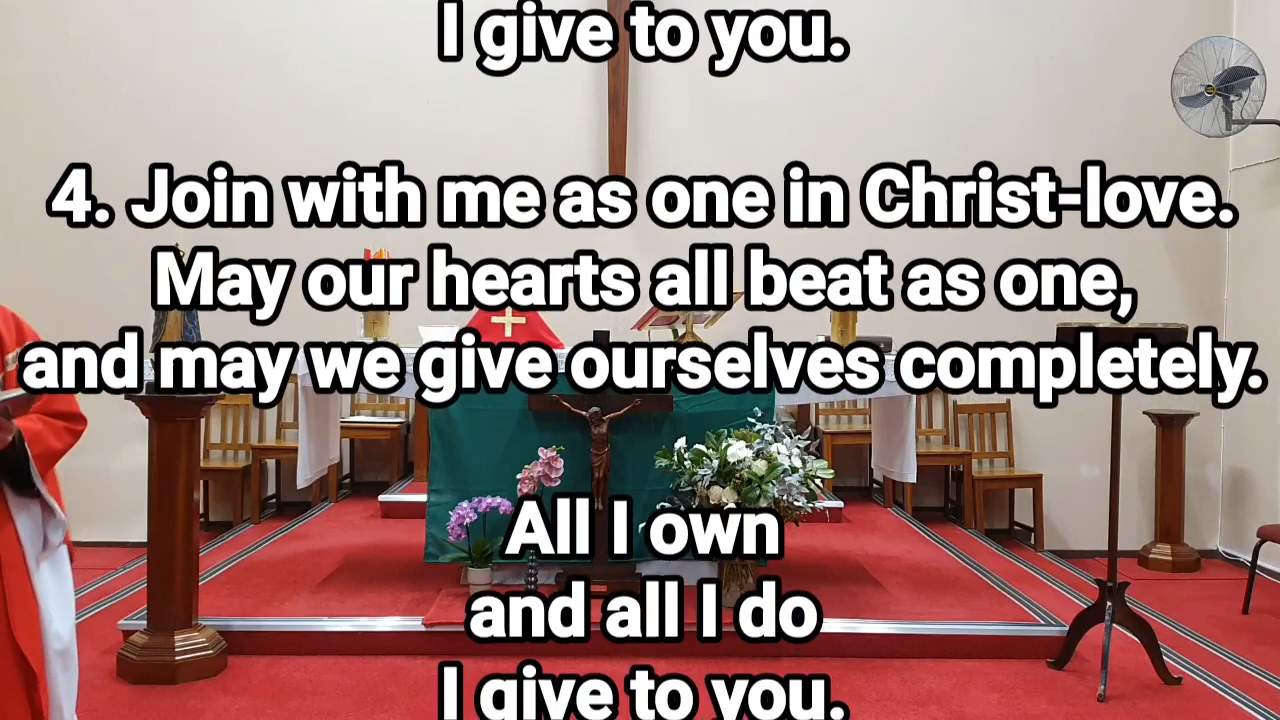 I give to you.
4. Join with me as one in Christ-love.
May our hearts all beat as one,
and may we give ourselves completely.
All I own
and all I do
I give to you.